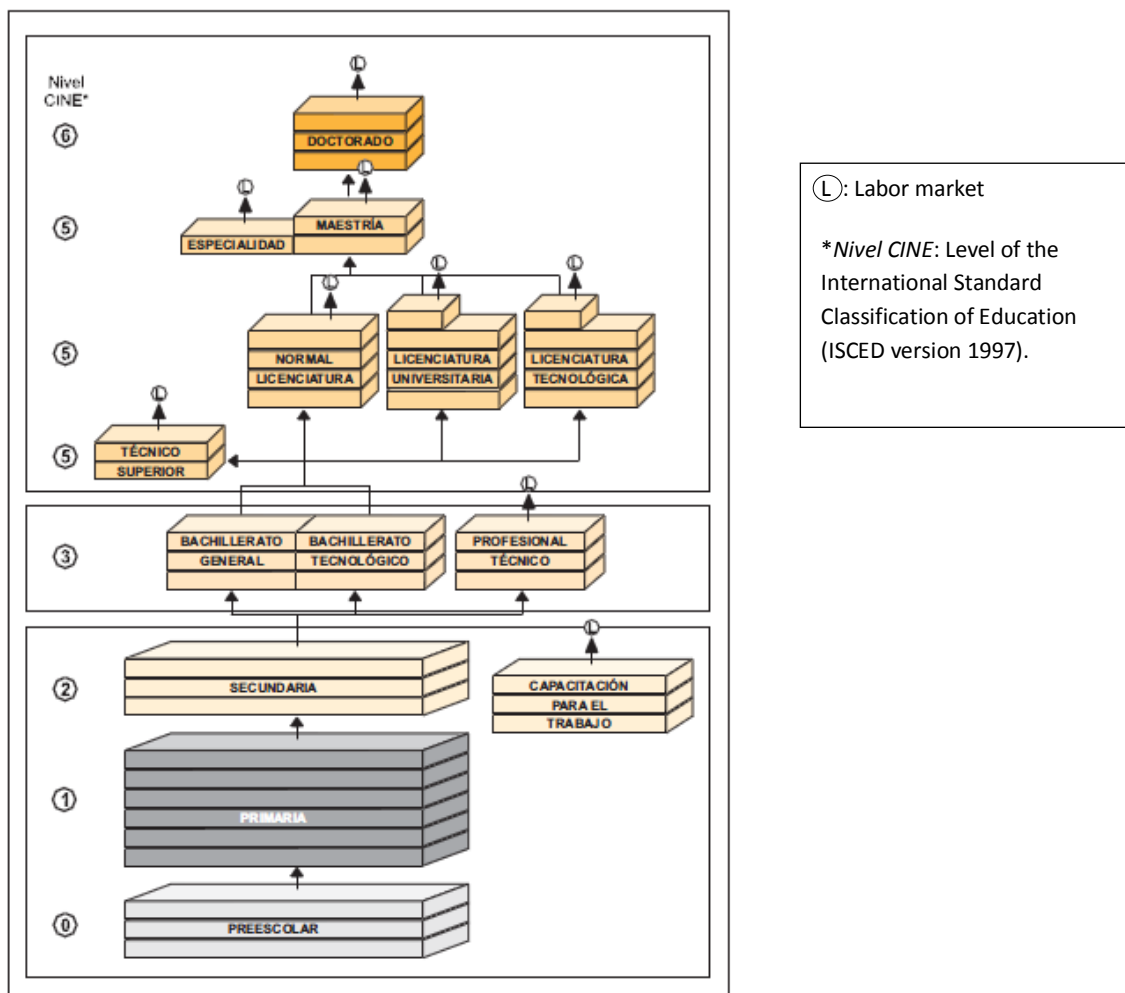 Nivel
CINE*
L
6
DOCTORADO
L
L
5
MAESTRÍA
ESPECIALIDAD
L
L
L
5
NORMAL
LICENCIATURA
LICENCIATURA
UNIVERSITARIA
LICENCIATURA
TECNOLÓGICA
L
5
TÉCNICO
SUPERIOR
L
3
BACHILLERATO
GENERAL
BACHILLERATO
TECNOLÓGICO
PROFESIONAL
TÉCNICO
L
2
SECUNDARIA
CAPACITACIÓN
PARA EL
TRABAJO
1
PRIMARIA
0
PREESCOLAR
L: Labor market
*Nivel CINE: Level of the
International Standard
Classification of Education
(ISCED version 1997).